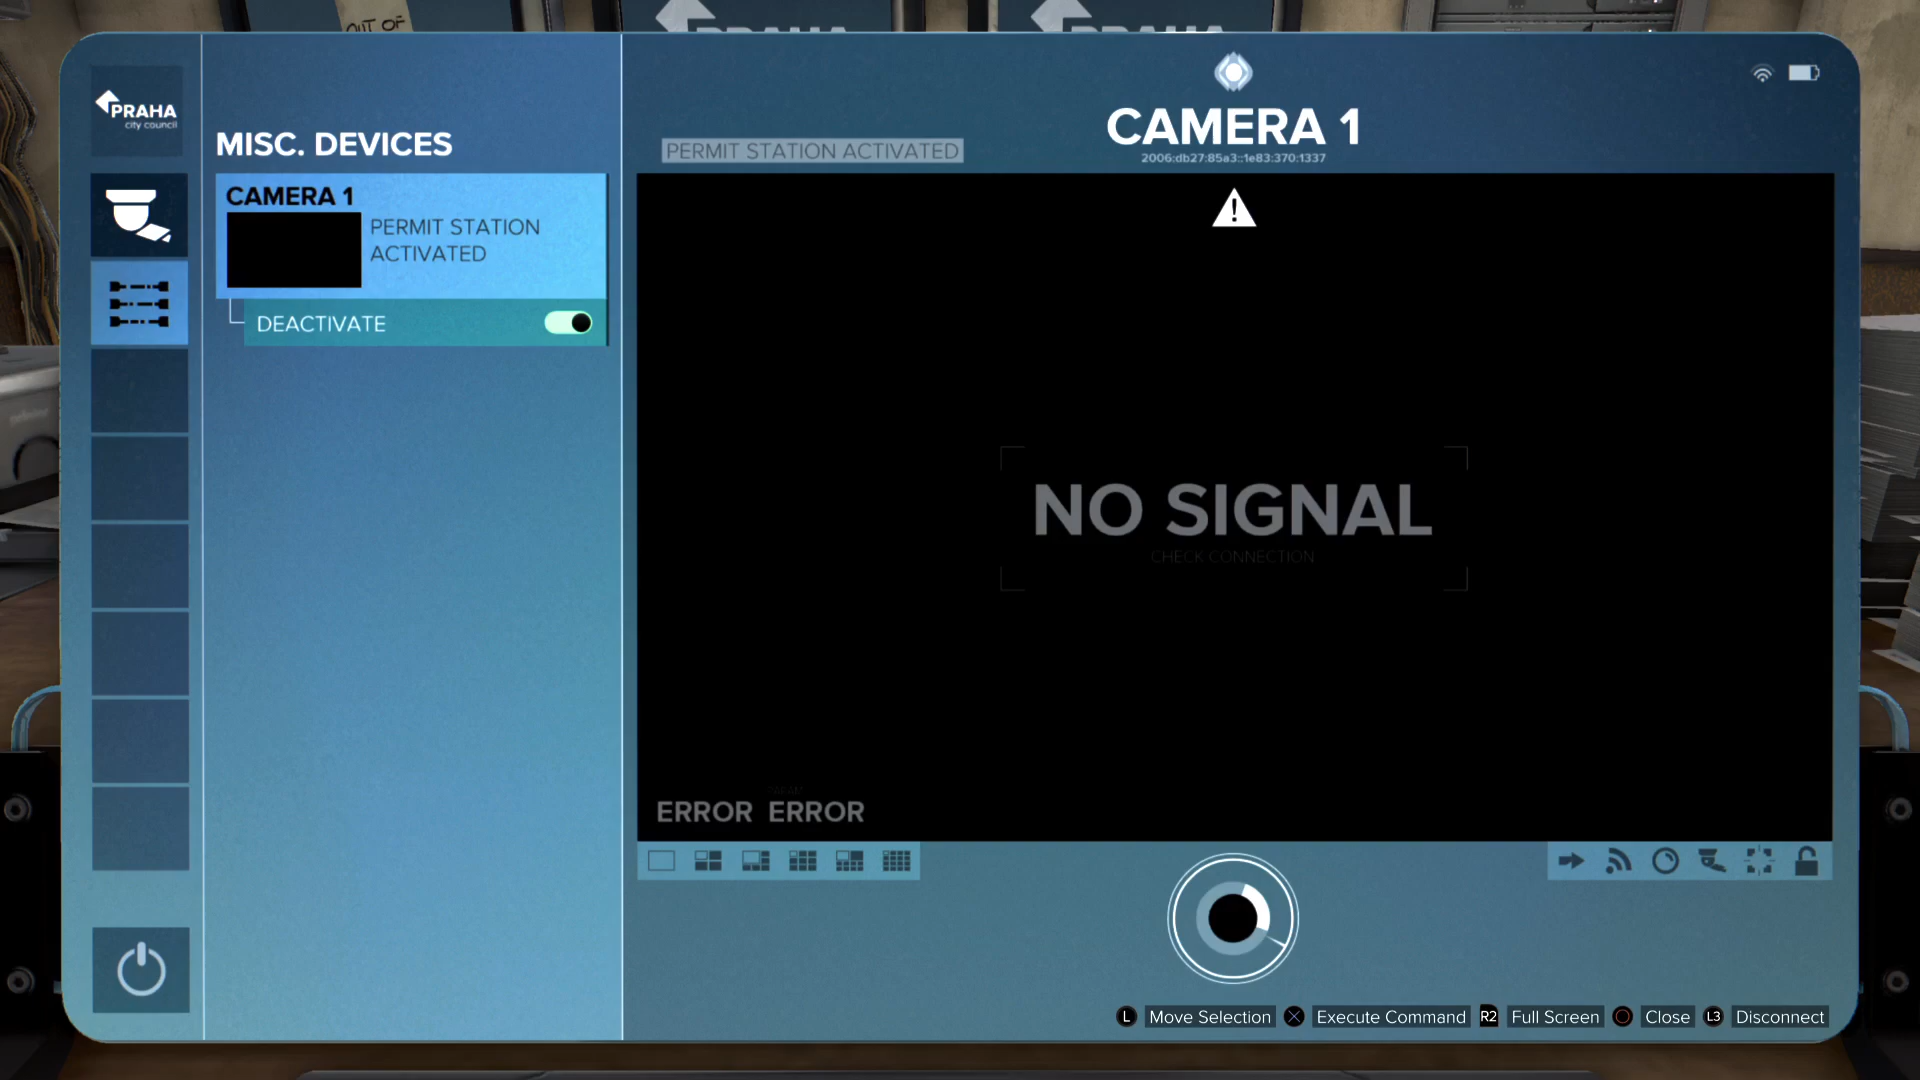 OUT OF
PRAHA
city council
MISC. DEVICES
CAMERA 1
PERMIT STATION
ACTIVATED
DEACTIVATE
CAMERA 1
2006:db27:85a3::1e83:370:1337
PERMIT STATION ACTIVATED
NO SIGNAL
CHECK CONNECTION
ERROR ERROR
L Move Selection X Execute Command R2 Full Screen O Close L3 Disconnect